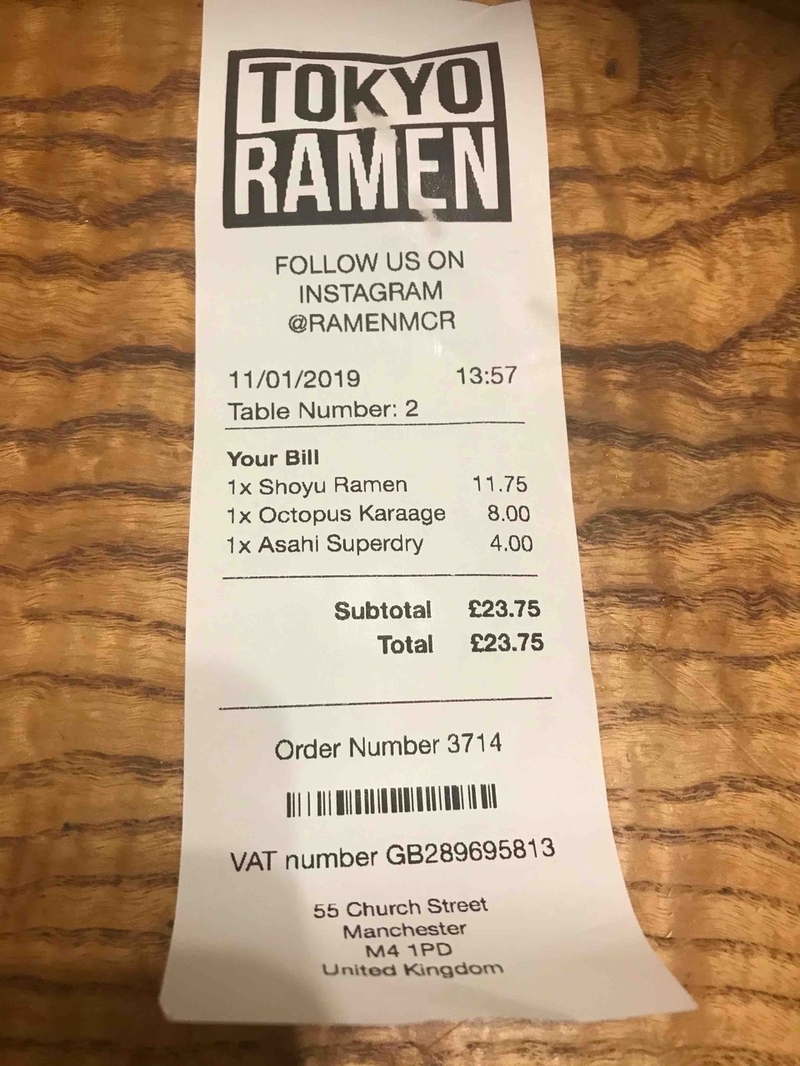 TOKYO
RAMEN
FOLLOW US ON
INSTAGRAM
@RAMENMCR
11/01/2019 13:57
Table Number: 2
Your Bill
1x Shoyu Ramen 11.75
1x Octopus Karaage 8.00
1x Asahi Superdry 4.00
Subtotal £23.75
Total £23.75
Order Number 3714
VAT number GB289695813
55 Church Street
Manchester
M4 1PD
United Kingdom